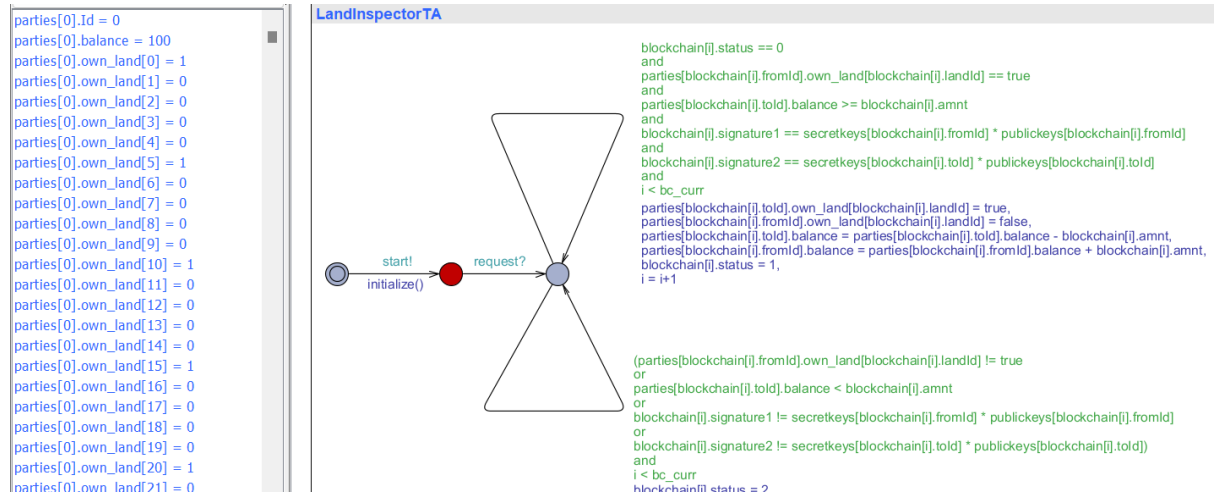 parties[0].Id = 0
parties[0].balance = 100
parties[0].own_land[0] = 1
parties[0].own_land[1] = 0
parties[0].own_land[2] = 0
parties[0].own_land[3] = 0
parties[0].own_land[4] = 0
parties[0].own_land[5] = 1
parties[0].own_land[6] = 0
parties[0].own_land[7] = 0
parties[0].own_land[8] = 0
parties[0].own_land[9] = 0
parties[0].own_land[10] = 1
parties[0].own_land[11] = 0
parties[0].own_land[12] = 0
parties[0].own_land[13] = 0
parties[0].own_land[14] = 0
parties[0].own_land[15] = 1
parties[0].own_land[16] = 0
parties[0].own_land[17] = 0
parties[0].own_land[18] = 0
parties[0].own_land[19] = 0
parties[0].own_land[20] = 1
parties[0].own_land[21] = 0
LandInspectorTA
start!
initialize()
request?
blockchain[i].status == 0
and
parties[blockchain[i].fromId].own_land[blockchain[i].landId] == true
and
parties[blockchain[i].toId].balance >= blockchain[i].amnt
and
blockchain[i].signature1 == secretkeys[blockchain[i].fromId] * publickeys[blockchain[i].fromId]
and
blockchain[i].signature2 == secretkeys[blockchain[i].toId] * publickeys[blockchain[i].toId]
and
i < bc_curr
parties[blockchain[i].toId].own_land[blockchain[i].landId] = true,
parties[blockchain[i].fromId].own_land[blockchain[i].landId] = false,
parties[blockchain[i].toId].balance = parties[blockchain[i].toId].balance - blockchain[i].amnt,
parties[blockchain[i].fromId].balance = parties[blockchain[i].fromId].balance + blockchain[i].amnt,
blockchain[i].status = 1,
i = i+1
(parties[blockchain[i].fromId].own_land[blockchain[i].landId] != true
or
parties[blockchain[i].toId].balance < blockchain[i].amnt
or
blockchain[i].signature1 != secretkeys[blockchain[i].fromId] * publickeys[blockchain[i].fromId]
or
blockchain[i].signature2 != secretkeys[blockchain[i].toId] * publickeys[blockchain[i].toId])
and
i < bc_curr
blockchain[i].status = 2